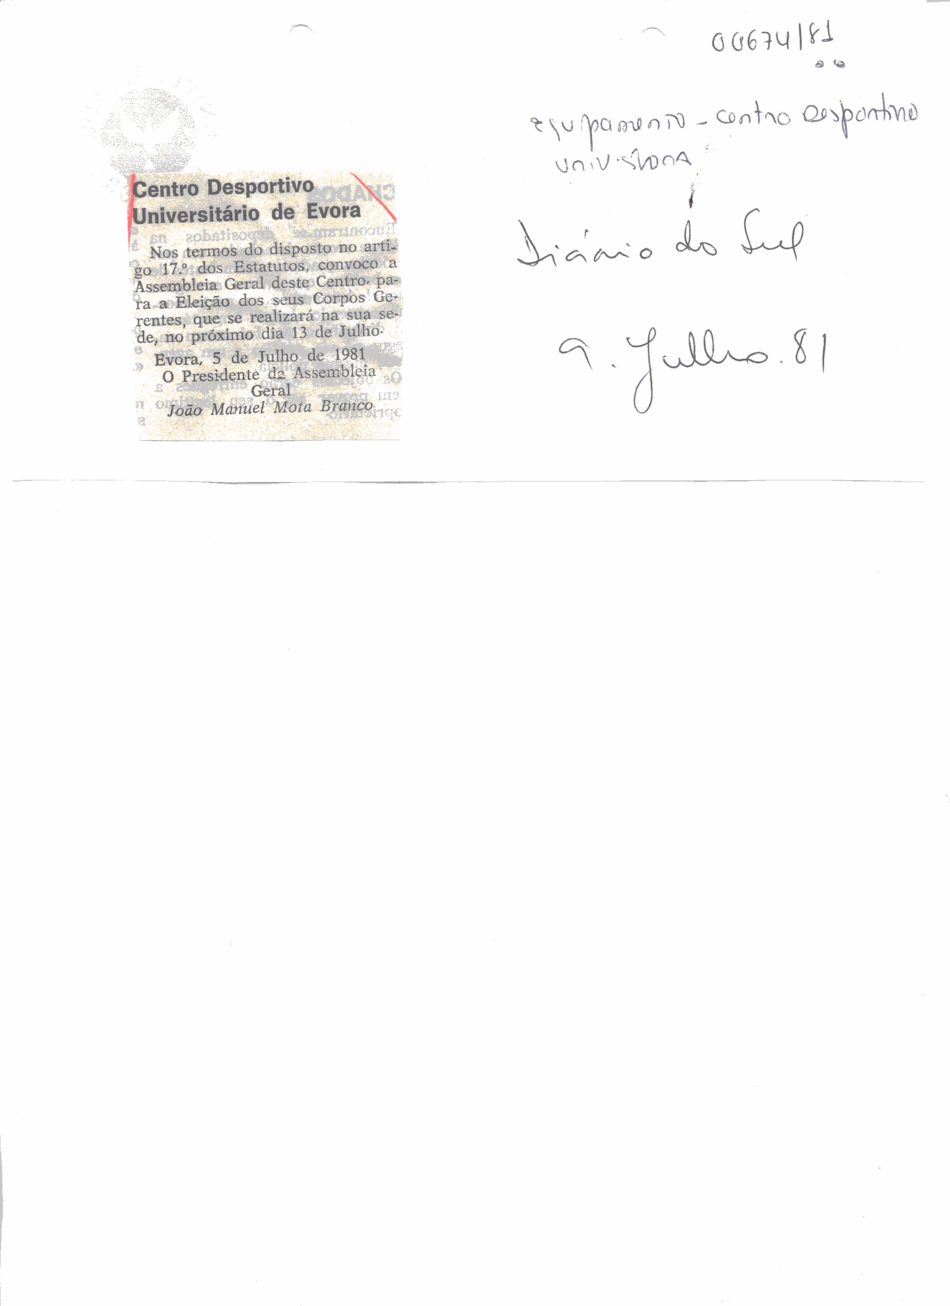 00674/81
equipamento - centro Desportivo
Diário do Sul
9. Julho. 81
Centro Desportivo
Universitário de Evora
Nos termos do disposto no arti-
go 17.º dos Estatutos, convoco a
Assembleia Geral deste Centro, pa-
ra a Eleição dos seus Corpos Ge-
rentes, que se realizará na sua se-
de, no próximo dia 13 de Julho.
Evora, 5 de Julho de 1981
O Presidente da Assembleia
Geral
João Manuel Mota Branco